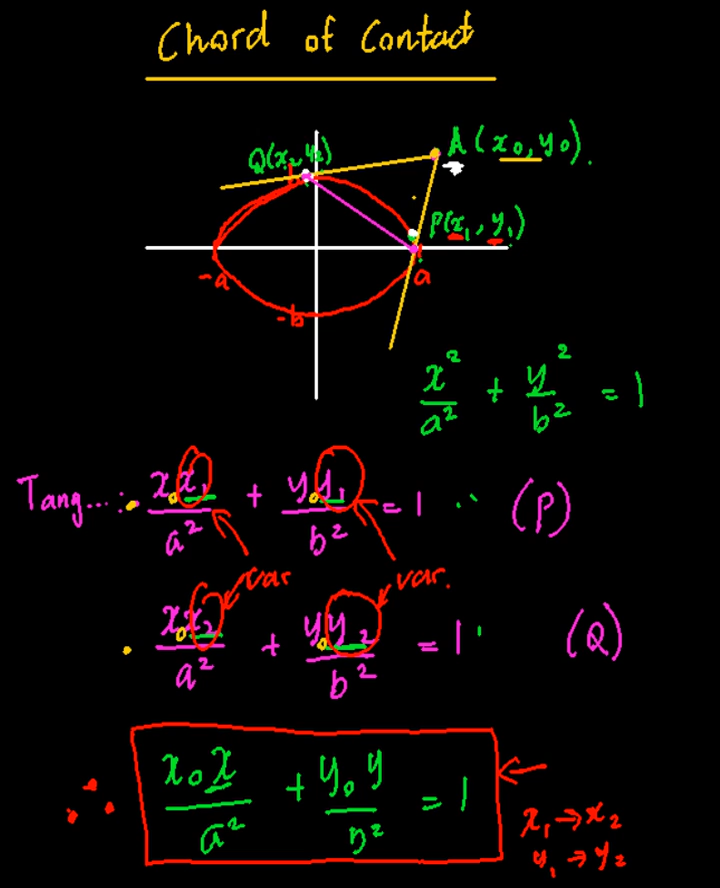 Chord of Contact
A(x₀, y₀).
Q(x₂, y₂)
b
P(x₁, y₁)
-a
a
-b
x²/a² + y²/b² = 1
Tang...: x₀x₁/a² + y₀y₁/b² = 1 (P)
var var.
x₀x₂/a² + y₀y₂/b² = 1 (Q)
∴ x₀x/a² + y₀y/b² = 1
x₁→x₂
y₁→y₂